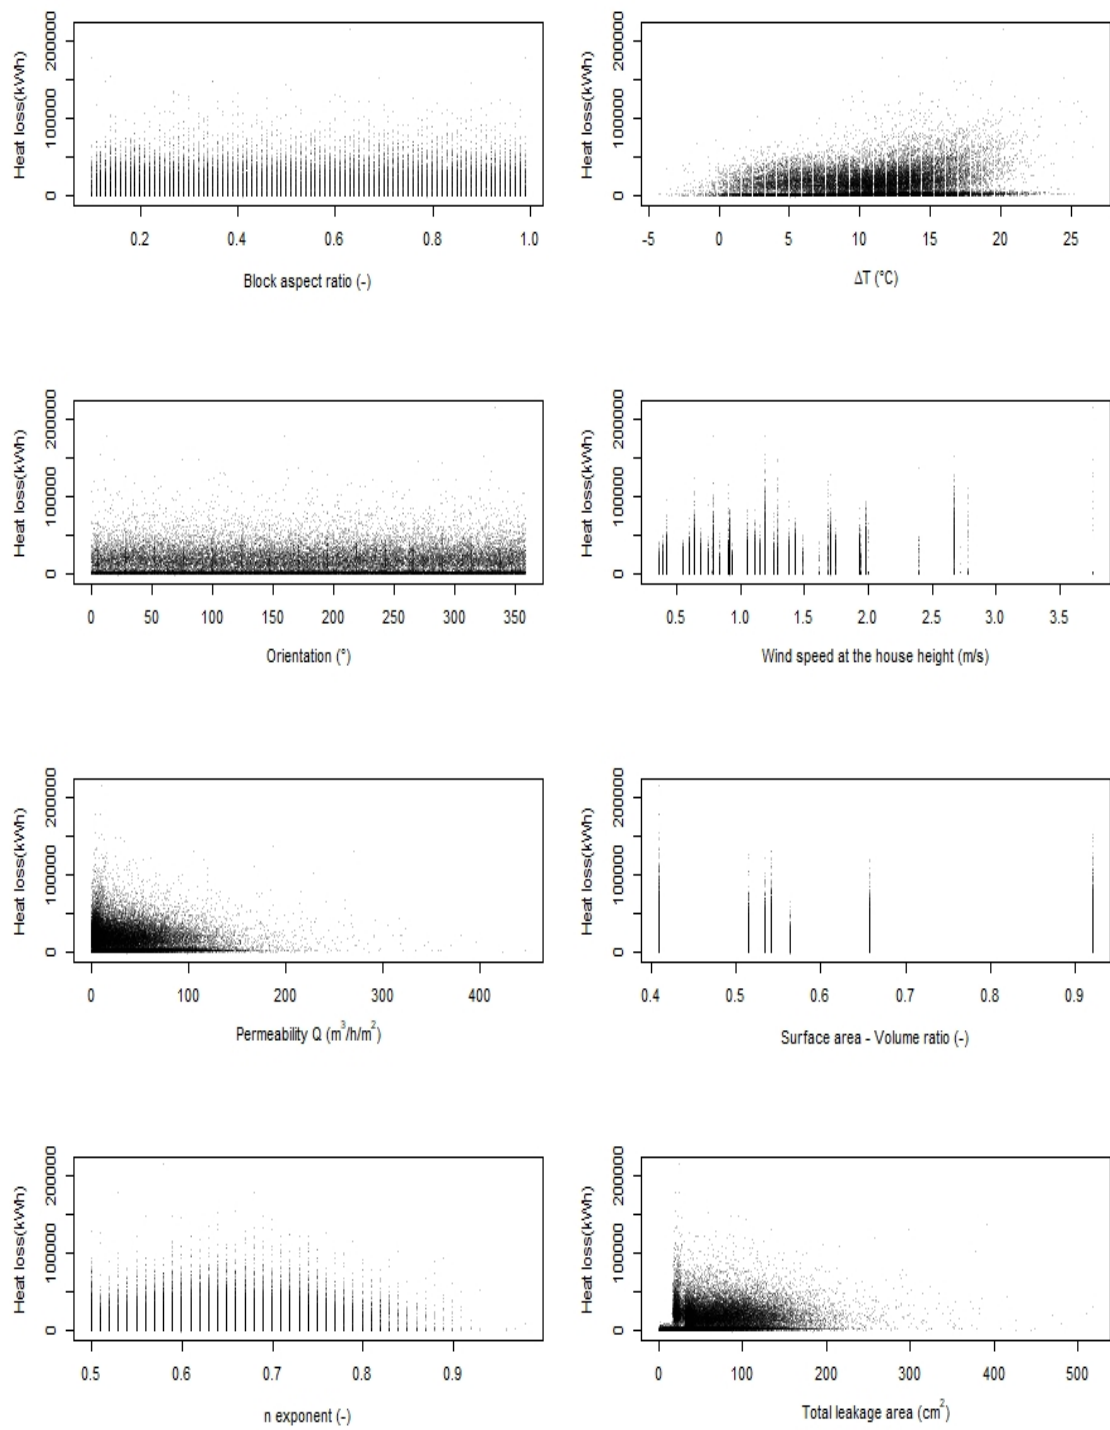 Heat loss(kWh)
0 100000 200000
0.2 0.4 0.6 0.8 1.0
Block aspect ratio (-)
Heat loss(kWh)
0 100000 200000
-5 0 5 10 15 20 25
ΔT (°C)
Heat loss(kWh)
0 100000 200000
0 50 100 150 200 250 300 350
Orientation (°)
Heat loss(kWh)
0 100000 200000
0.5 1.0 1.5 2.0 2.5 3.0 3.5
Wind speed at the house height (m/s)
Heat loss(kWh)
0 100000 200000
0 100 200 300 400
Permeability Q (m³/h/m²)
Heat loss(kWh)
0 100000 200000
0.4 0.5 0.6 0.7 0.8 0.9
Surface area - Volume ratio (-)
Heat loss(kWh)
0 100000 200000
0.5 0.6 0.7 0.8 0.9
n exponent (-)
Heat loss(kWh)
0 100000 200000
0 100 200 300 400 500
Total leakage area (cm²)